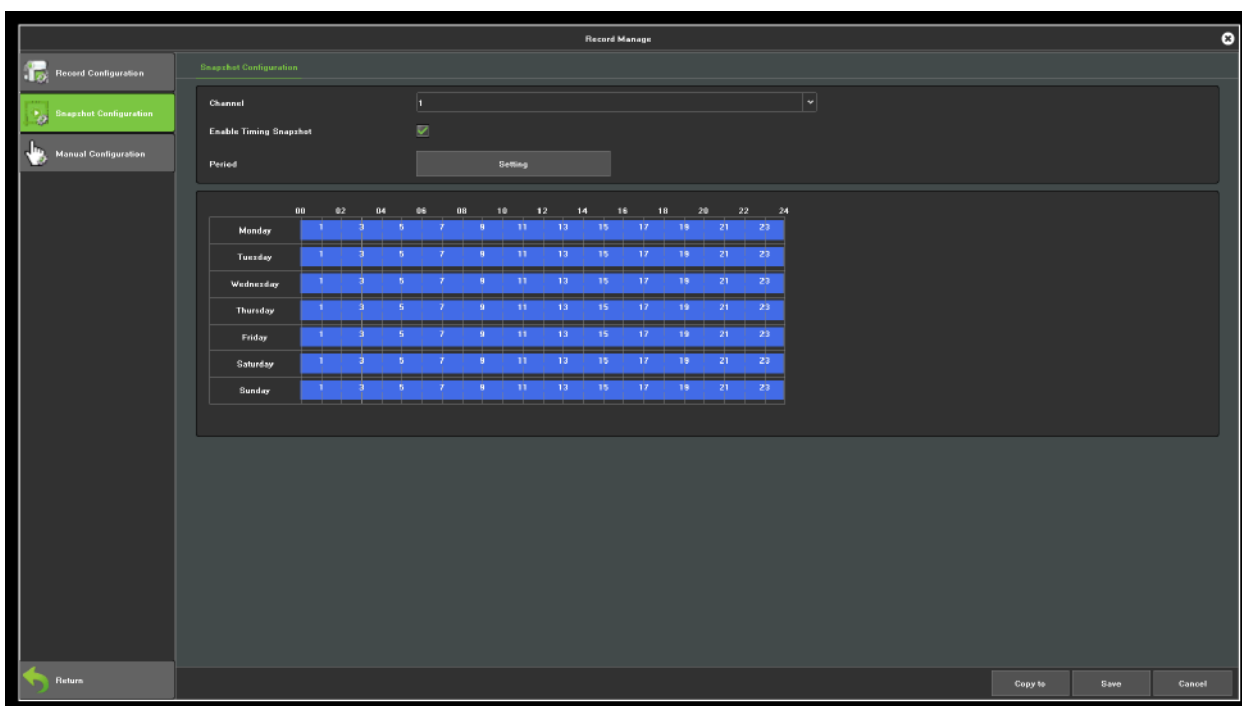 Record Manage
Record Configuration
Snapshot Configuration
Manual Configuration
Return
Snapshot Configuration
Channel 1
Enable Timing Snapshot
Period Setting
00 02 04 06 08 10 12 14 16 18 20 22 24
Monday 1 3 5 7 9 11 13 15 17 19 21 23
Tuesday 1 3 5 7 9 11 13 15 17 19 21 23
Wednesday 1 3 5 7 9 11 13 15 17 19 21 23
Thursday 1 3 5 7 9 11 13 15 17 19 21 23
Friday 1 3 5 7 9 11 13 15 17 19 21 23
Saturday 1 3 5 7 9 11 13 15 17 19 21 23
Sunday 1 3 5 7 9 11 13 15 17 19 21 23
Copy to Save Cancel